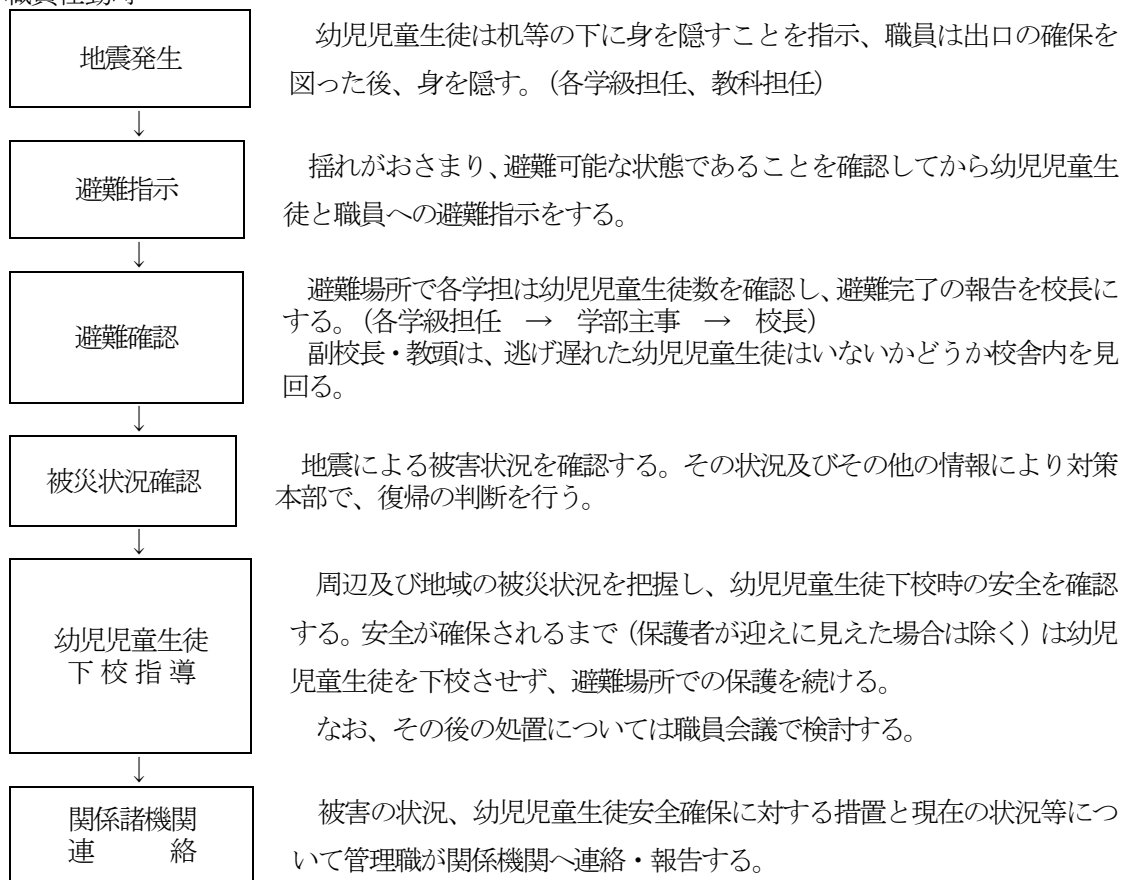 地震発生
幼児児童生徒は机等の下に身を隠すことを指示、職員は出口の確保を
図った後、身を隠す。（各学級担任、教科担任）
↓
避難指示
揺れがおさまり、避難可能な状態であることを確認してから幼児児童生
徒と職員への避難指示をする。
↓
避難確認
避難場所で各学担は幼児児童生徒数を確認し、避難完了の報告を校長に
する。（各学級担任　→　学部主事　→　校長）
副校長・教頭は、逃げ遅れた幼児児童生徒はいないかどうか校舎内を見
回る。
↓
被災状況確認
地震による被害状況を確認する。その状況及びその他の情報により対策
本部で、復帰の判断を行う。
↓
幼児児童生徒
下 校 指 導
周辺及び地域の被災状況を把握し、幼児児童生徒下校時の安全を確認
する。安全が確保されるまで（保護者が迎えに見えた場合は除く）は幼児
児童生徒を下校させず、避難場所での保護を続ける。
なお、その後の処置については職員会議で検討する。
↓
関係諸機関
連　　　絡
被害の状況、幼児児童生徒安全確保に対する措置と現在の状況等につ
いて管理職が関係機関へ連絡・報告する。